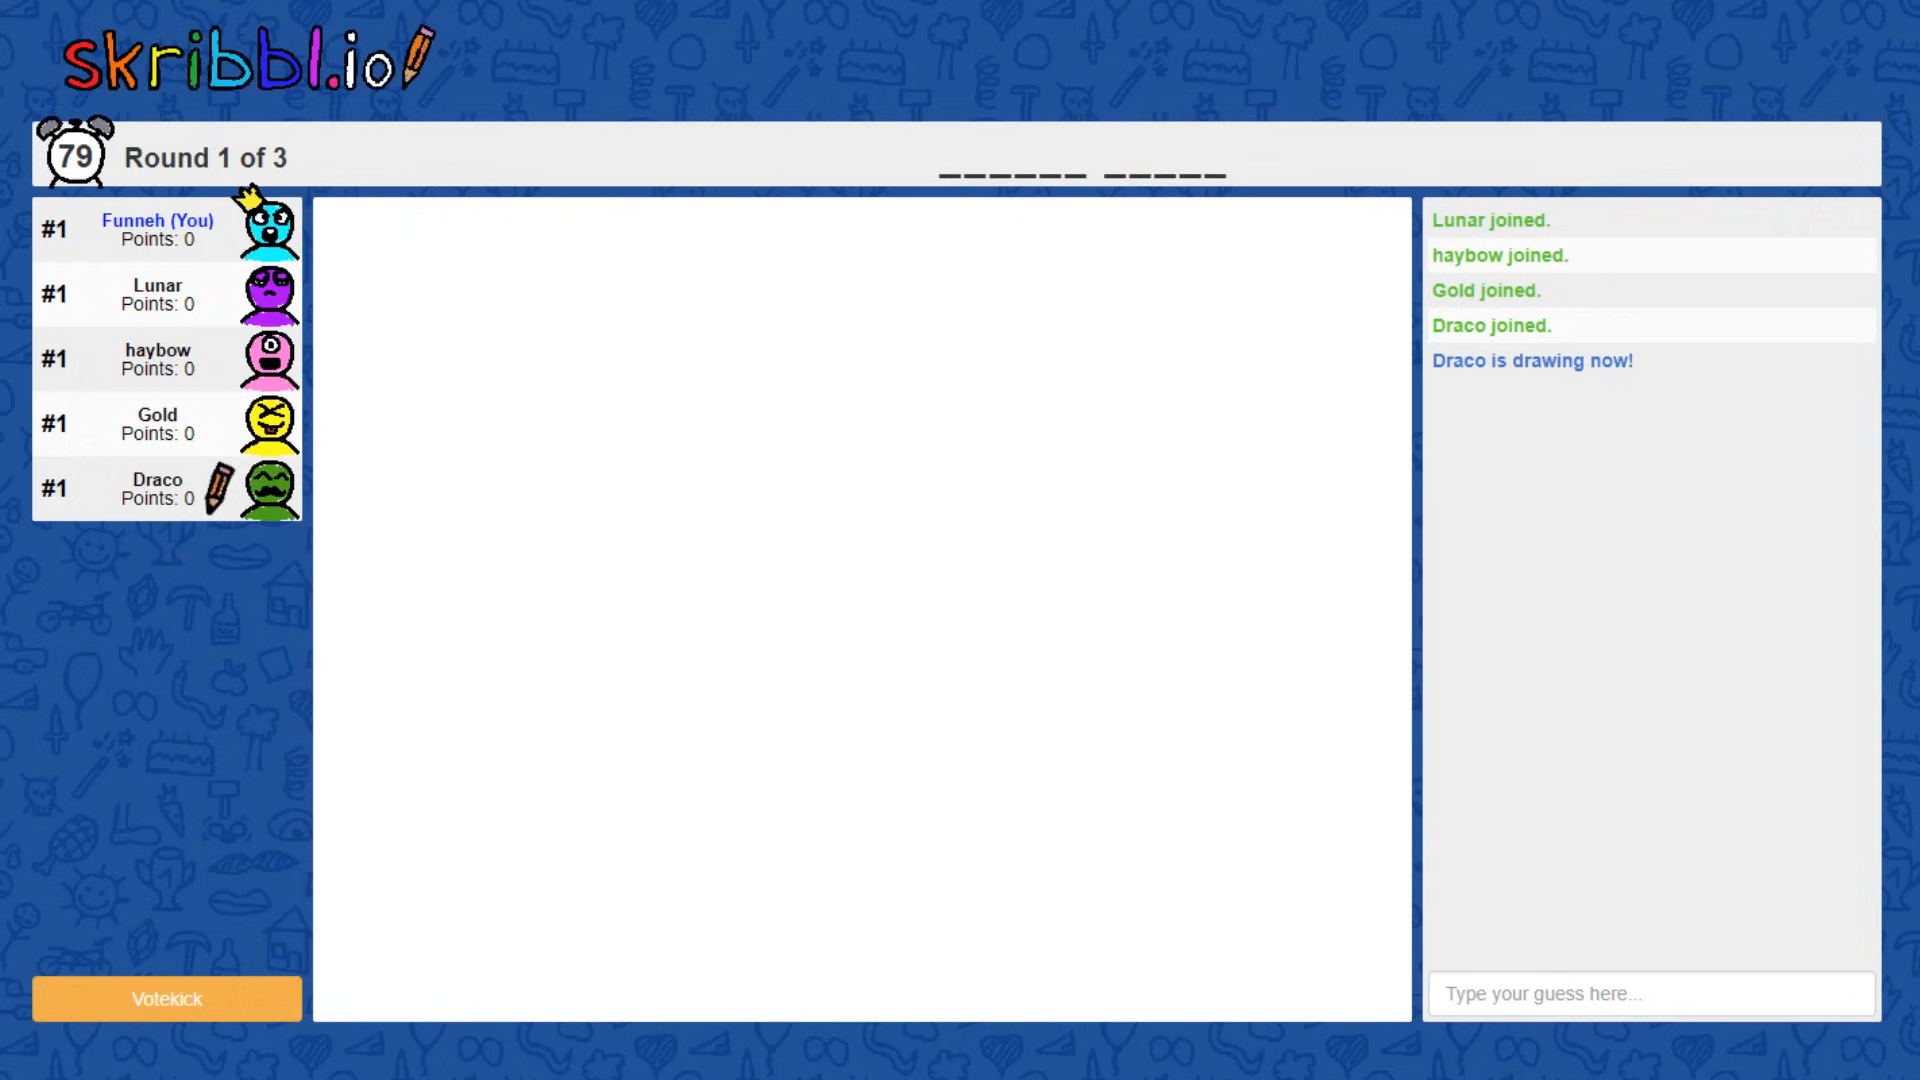 skribbl.io
79
Round 1 of 3
______ _____
#1
Funneh (You)
Points: 0
#1
Lunar
Points: 0
#1
haybow
Points: 0
#1
Gold
Points: 0
#1
Draco
Points: 0
Votekick
Lunar joined.
haybow joined.
Gold joined.
Draco joined.
Draco is drawing now!
Type your guess here...